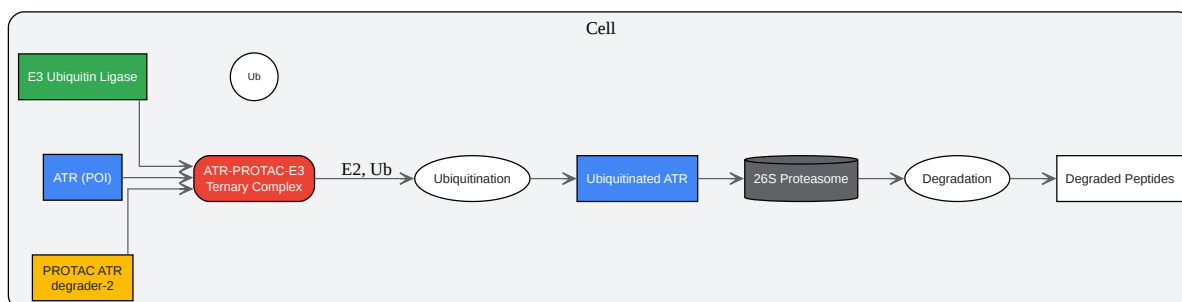 Cell
E3 Ubiquitin Ligase
Ub
ATR (POI)
ATR-PROTAC-E3
Ternary Complex
E2, Ub
Ubiquitination
Ubiquitinated ATR
26S Proteasome
Degradation
Degraded Peptides
PROTAC ATR
degrader-2